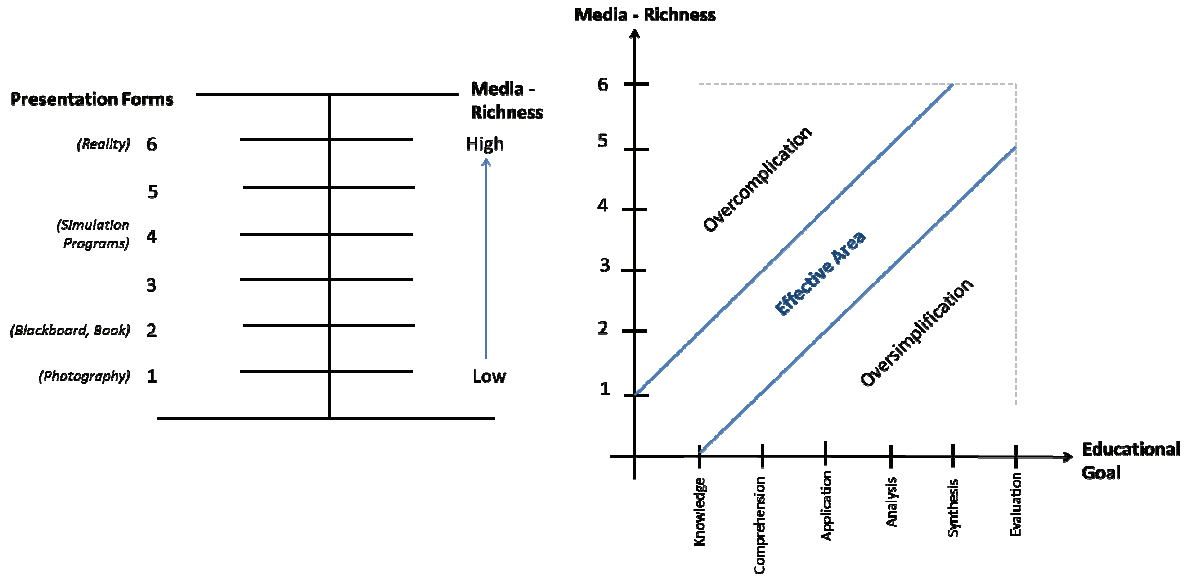 Presentation Forms
Media -
Richness
(Reality) 6
High
5
(Simulation
Programs) 4
3
(Blackboard, Book) 2
(Photography) 1
Low
Media - Richness
6
5
4
3
2
1
Overcomplication
Effective Area
Oversimplification
Educational
Goal
Knowledge
Comprehension
Application
Analysis
Synthesis
Evaluation